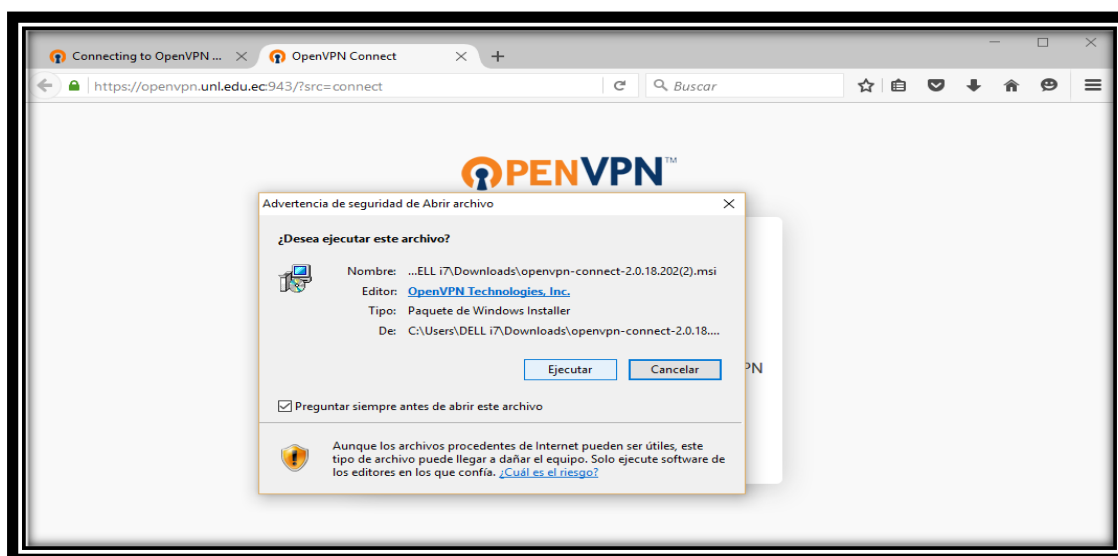 Connecting to OpenVPN ...
OpenVPN Connect
https://openvpn.unl.edu.ec:943/?src=connect
Buscar
OPENVPN™
Advertencia de seguridad de Abrir archivo
¿Desea ejecutar este archivo?
Nombre: ...ELL i7\Downloads\openvpn-connect-2.0.18.202(2).msi
Editor: OpenVPN Technologies, Inc.
Tipo: Paquete de Windows Installer
De: C:\Users\DELL i7\Downloads\openvpn-connect-2.0.18....
Ejecutar Cancelar
PN
Preguntar siempre antes de abrir este archivo
Aunque los archivos procedentes de Internet pueden ser útiles, este
tipo de archivo puede llegar a dañar el equipo. Solo ejecute software de
los editores en los que confía. ¿Cuál es el riesgo?